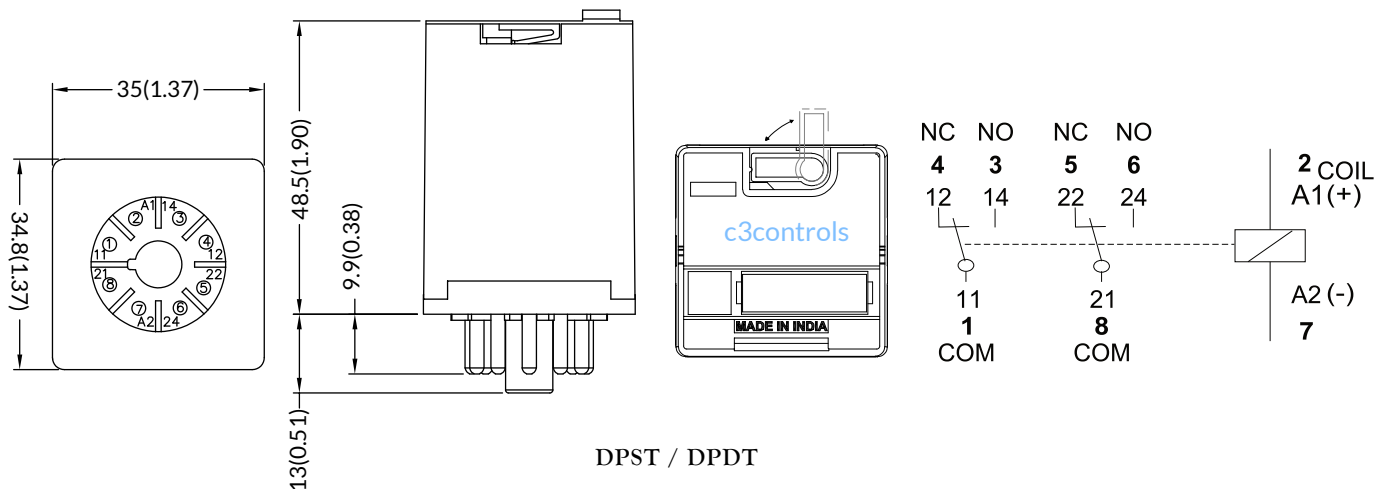 35(1.37)
34.8(1.37)
A1 14
2 3
1 4
11 12
21 22
8 5
7 6
A2 24
48.5(1.90)
9.9(0.38)
13(0.51)
c3controls
MADE IN INDIA
NC NO NC NO
4 3 5 6
12 14 22 24
2 COIL
A1(+)
11 21
1 8
COM COM
A2(-)
7
DPST / DPDT